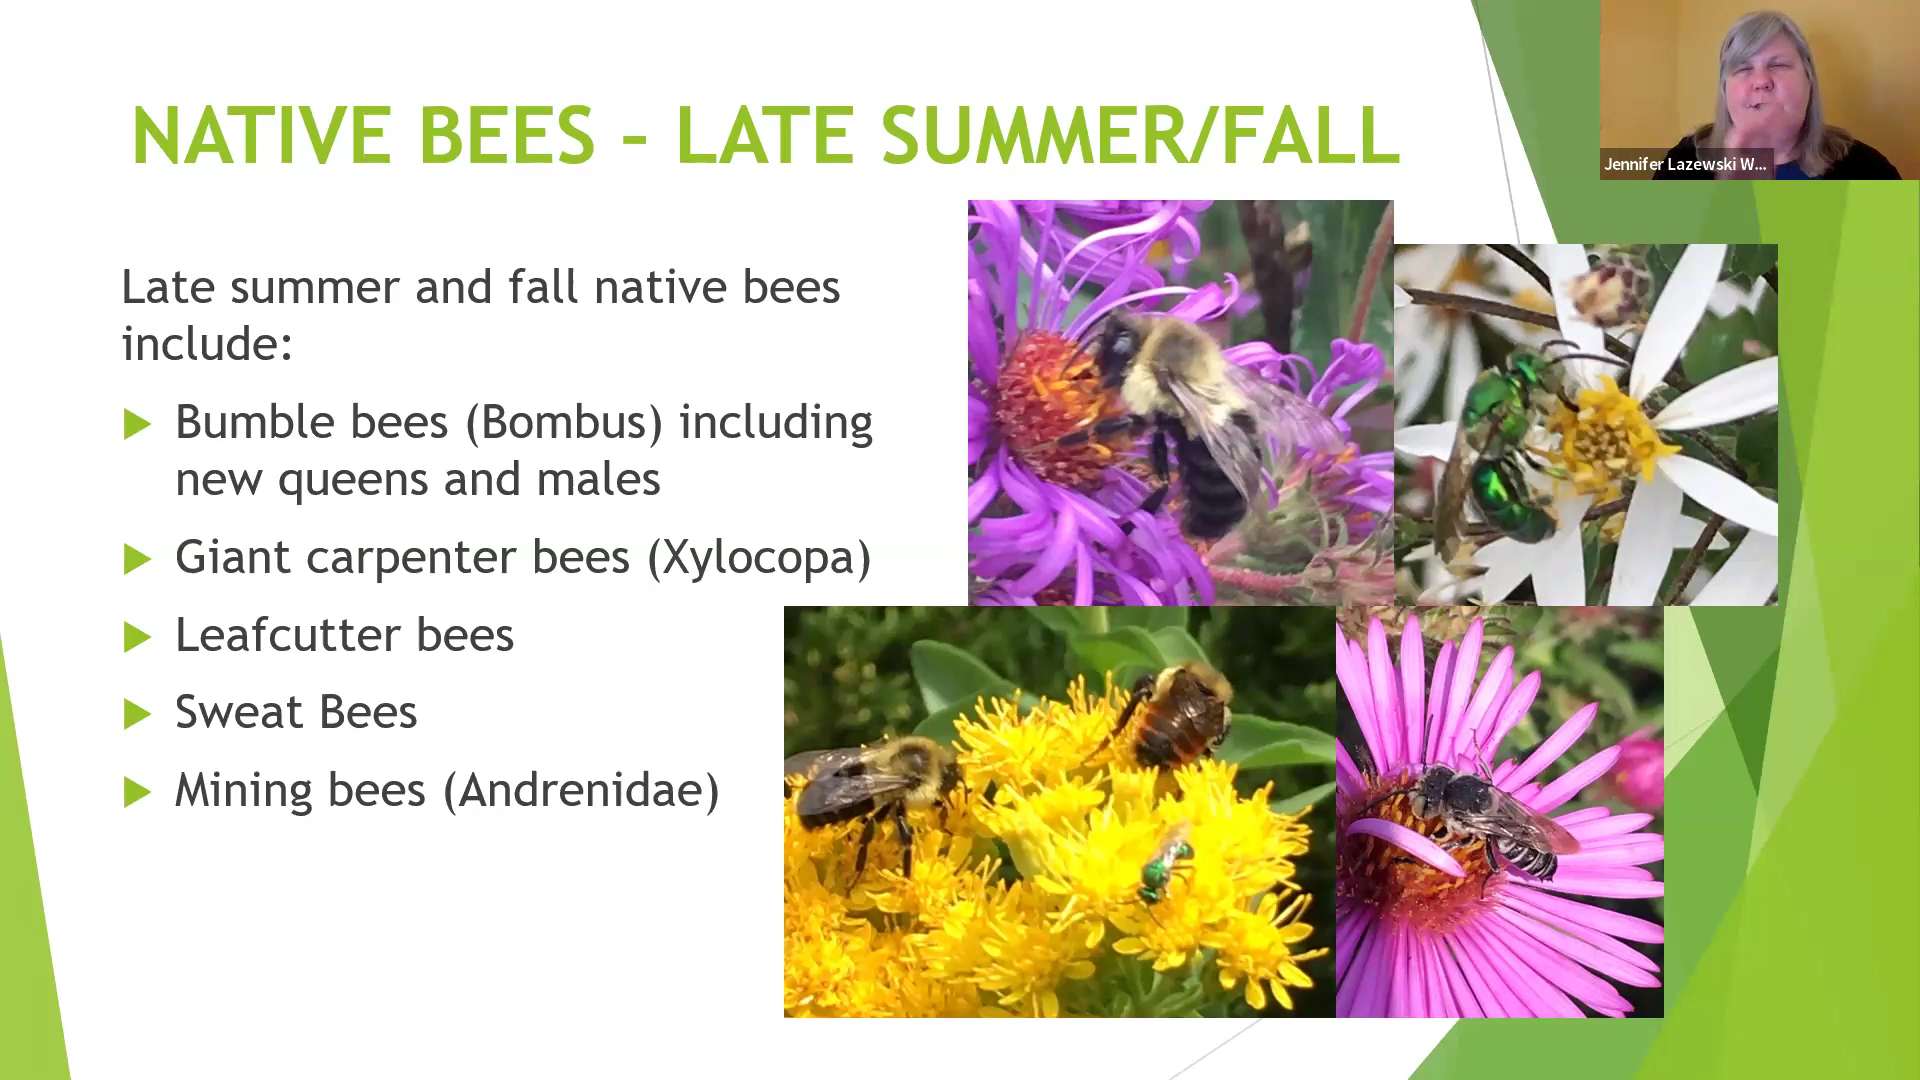 NATIVE BEES – LATE SUMMER/FALL
Jennifer Lazewski W...
Late summer and fall native bees
include:
Bumble bees (Bombus) including
new queens and males
Giant carpenter bees (Xylocopa)
Leafcutter bees
Sweat Bees
Mining bees (Andrenidae)